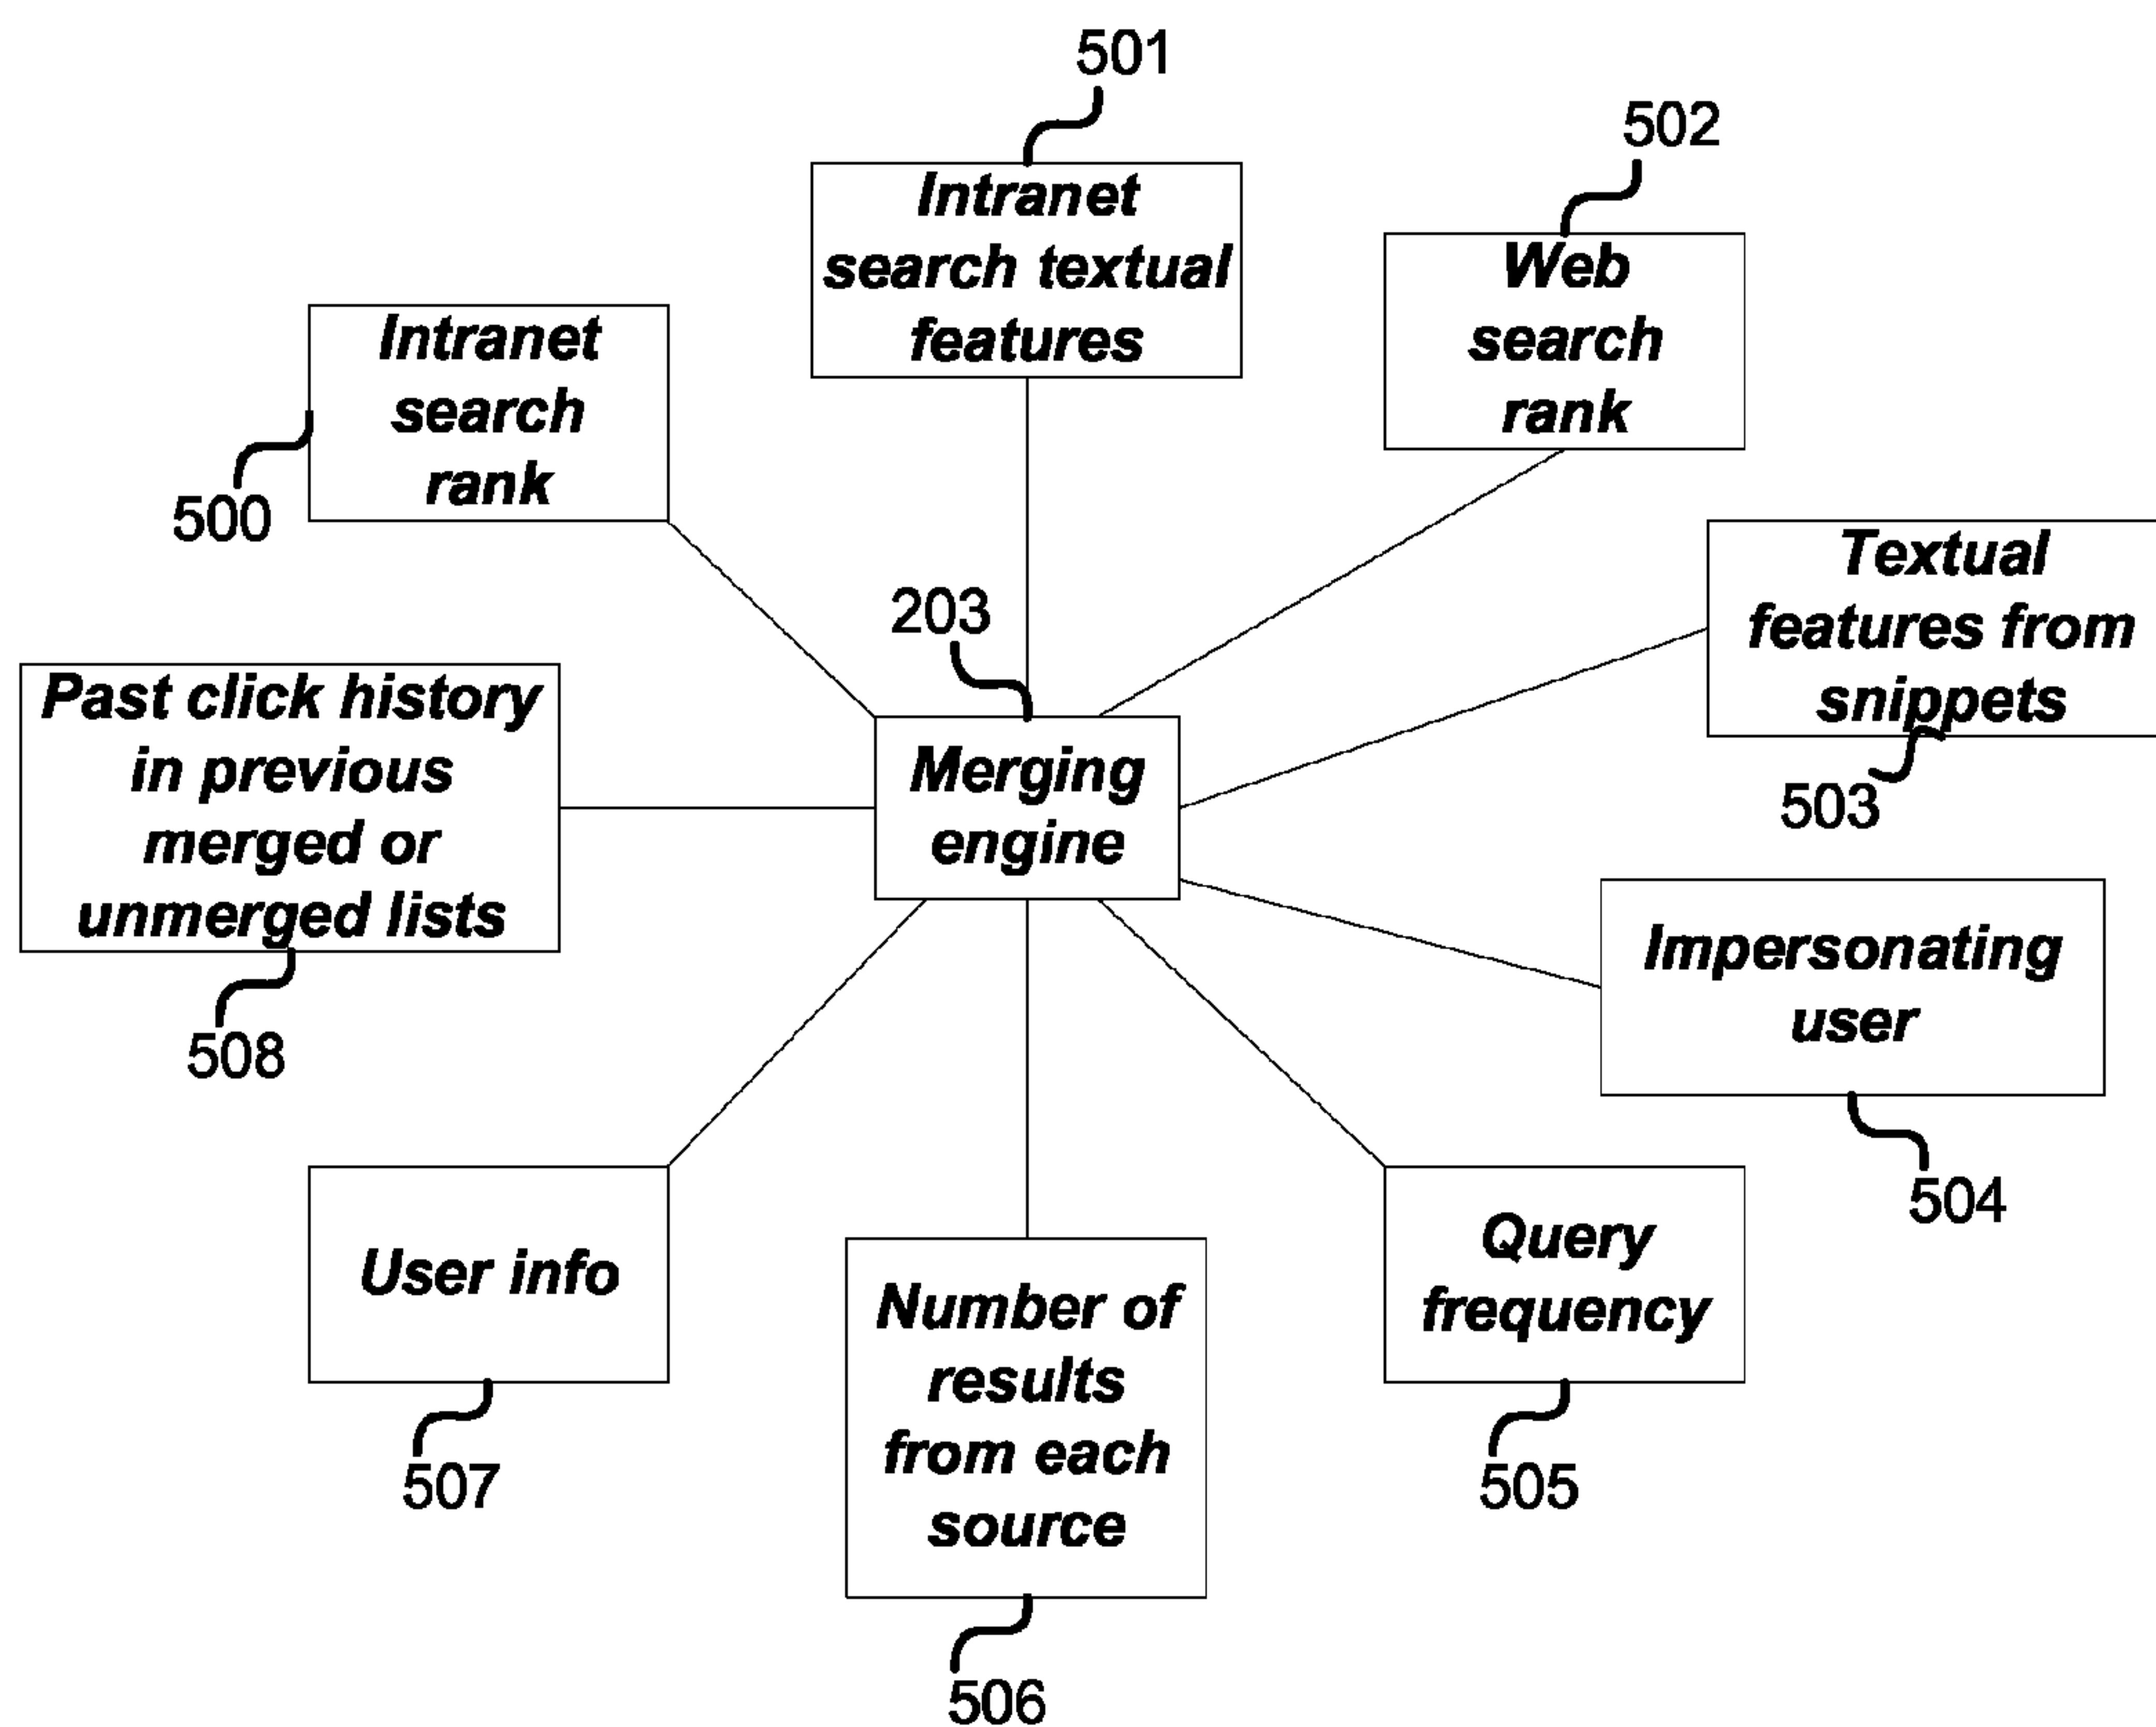 501
Intranet
search textual
features
502
Web
search
rank
Intranet
search
rank
500
Textual
features from
snippets
503
203
Merging
engine
Past click history
in previous
merged or
unmerged lists
508
Impersonating
user
504
User info
507
Number of
results
from each
source
506
Query
frequency
505